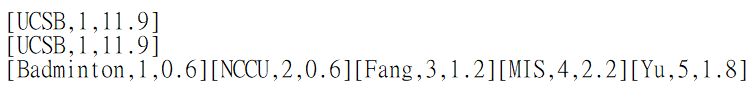 [UCSB,1,11.9]
[UCSB,1,11.9]
[Badminton,1,0.6][NCCU,2,0.6][Fang,3,1.2][MIS,4,2.2][Yu,5,1.8]